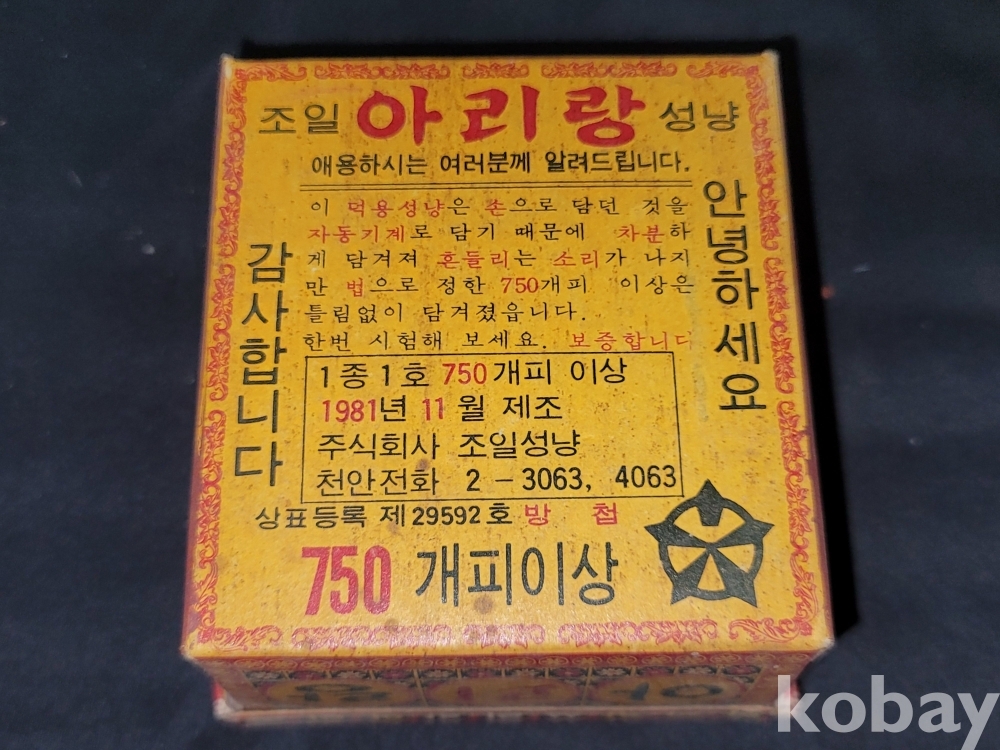 조일 아리랑 성냥
애용하시는 여러분께 알려드립니다.
이 덕용성냥은 손으로 담던 것을
자동기계로 담기 때문에 차분하
게 담겨져 흔들리는 소리가 나지
만 법으로 정한 750개피 이상은
틀림없이 담겨졌읍니다.
한번 시험해 보세요. 보증합니다
안녕하세요
감사합니다
1종1호 750개피 이상
1981년 11월 제조
주식회사 조일성냥
천안전화 2 - 3063, 4063
상표등록 제29592호 방 첩
750 개피이상
kobay